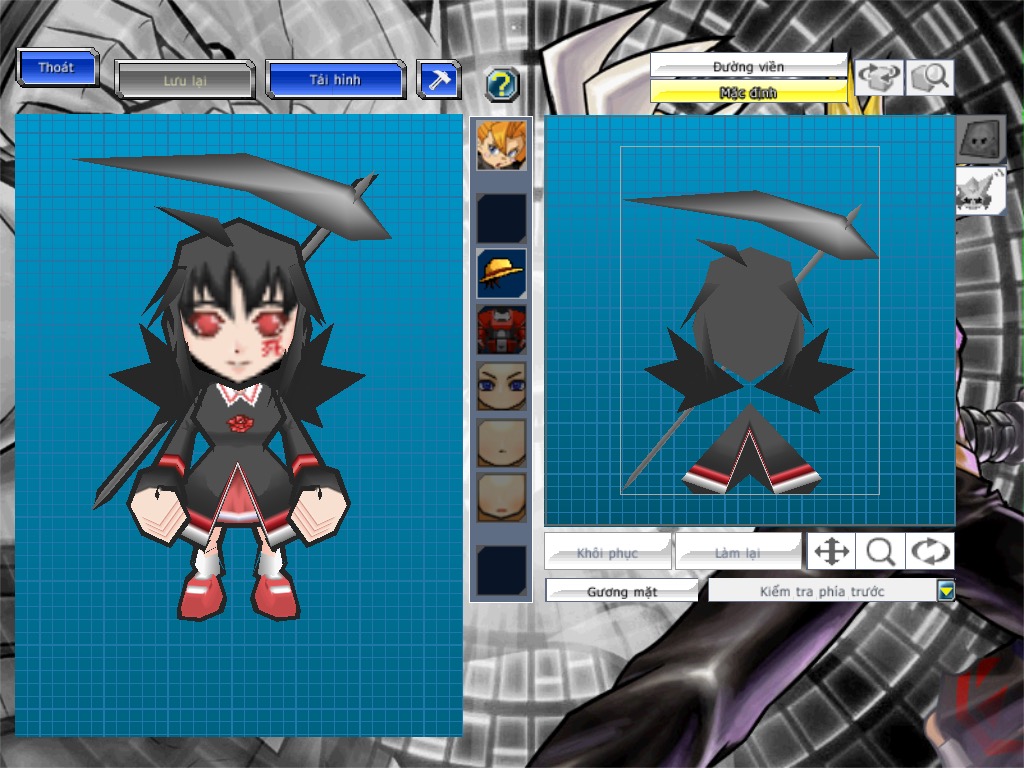 Thoát
Lưu lại
Tải hình
?
Đường viền
Mặc định
死
Khôi phục
Làm lại
Gương mặt
Kiểm tra phía trước